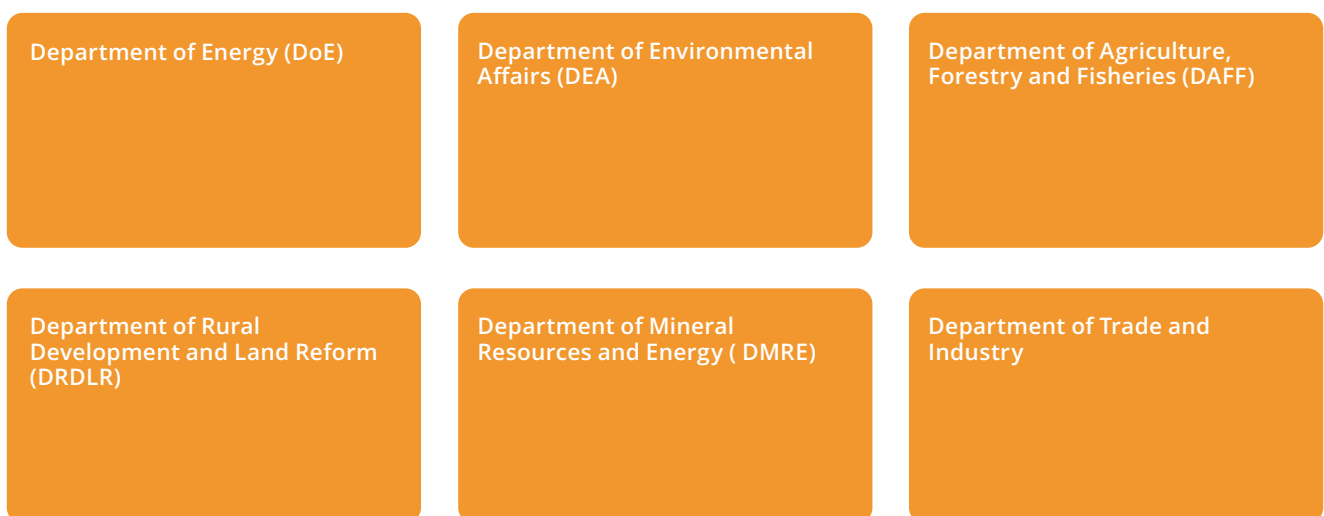 Department of Energy (DoE)
Department of Environmental
Affairs (DEA)
Department of Agriculture,
Forestry and Fisheries (DAFF)
Department of Rural
Development and Land Reform
(DRDLR)
Department of Mineral
Resources and Energy ( DMRE)
Department of Trade and
Industry